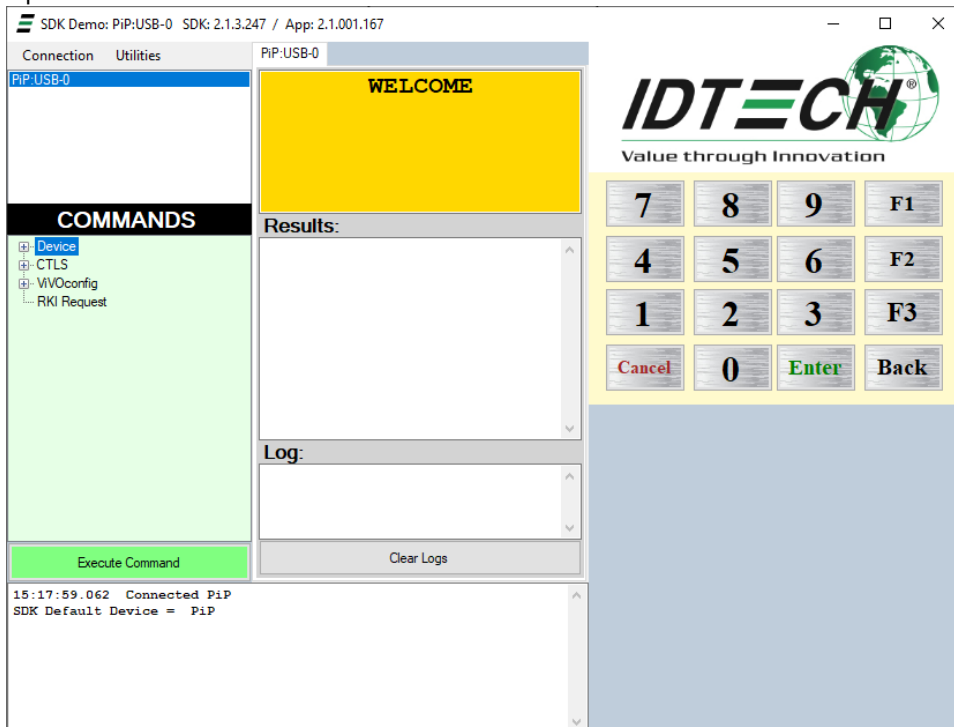 SDK Demo: PiP:USB-0 SDK: 2.1.3.247 / App: 2.1.001.167
Connection Utilities
PiP:USB-0
PiP:USB-0
WELCOME
IDTECH®
Value through Innovation
COMMANDS
Device
CTLS
ViVOconfig
RKI Request
Results:
Log:
Execute Command
Clear Logs
7 8 9 F1
4 5 6 F2
1 2 3 F3
Cancel 0 Enter Back
15:17:59.062 Connected PiP
SDK Default Device = PiP